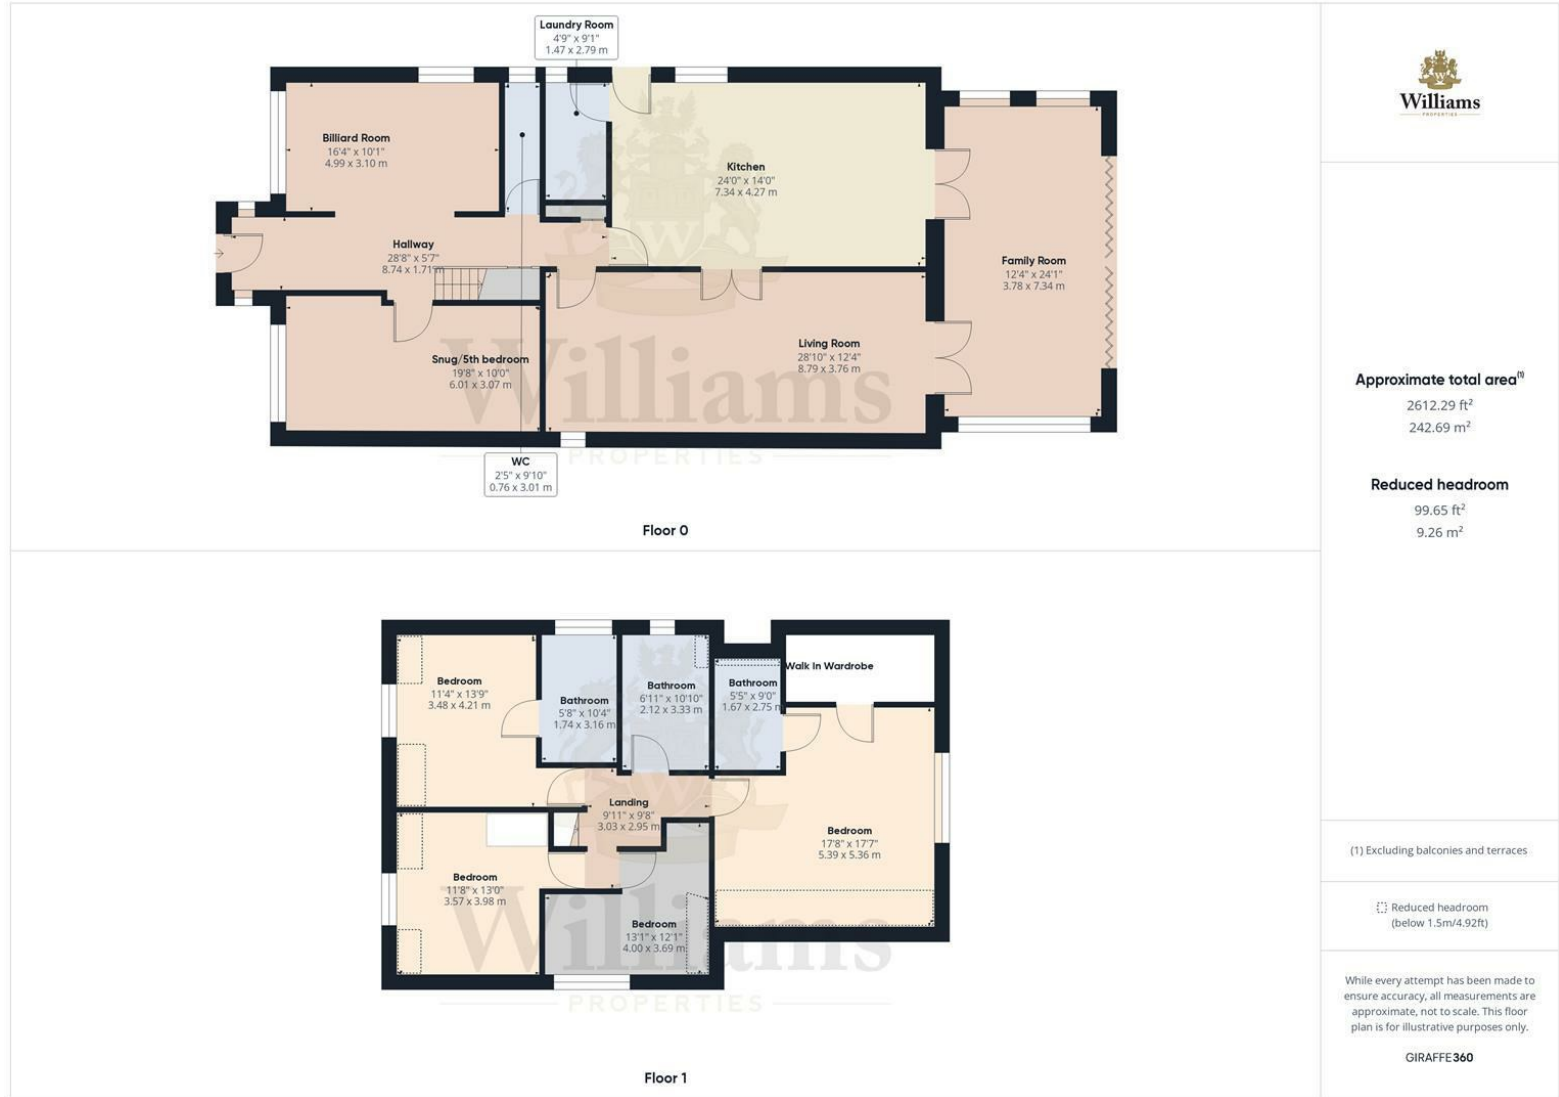 Laundry Room
4'9" x 9'1"
1.47 x 2.79 m
Billiard Room
16'4" x 10'1"
4.99 x 3.10 m
Kitchen
24'0" x 14'0"
7.34 x 4.27 m
Hallway
28'8" x 5'7"
8.74 x 1.71 m
Family Room
12'4" x 24'1"
3.78 x 7.34 m
Snug/5th bedroom
19'8" x 10'0"
6.01 x 3.07 m
Living Room
28'10" x 12'4"
8.79 x 3.76 m
Williams
PROPERTIES
WC
2'5" x 9'10"
0.76 x 3.01 m
Floor 0
Walk In Wardrobe
Bedroom
11'4" x 13'9"
3.48 x 4.21 m
Bathroom
5'8" x 10'4"
1.74 x 3.16 m
Bathroom
6'11" x 10'10"
2.12 x 3.33 m
Bathroom
5'5" x 9'0"
1.67 x 2.75 m
Landing
9'11" x 9'8"
3.03 x 2.95 m
Bedroom
17'8" x 17'7"
5.39 x 5.36 m
Bedroom
11'8" x 13'0"
3.57 x 3.98 m
Bedroom
13'1" x 12'1"
4.00 x 3.69 m
Williams
PROPERTIES
Floor 1
Williams
PROPERTIES
Approximate total area⁽¹⁾
2612.29 ft²
242.69 m²
Reduced headroom
99.65 ft²
9.26 m²
(1) Excluding balconies and terraces
Reduced headroom
(below 1.5m/4.92ft)
While every attempt has been made to
ensure accuracy, all measurements are
approximate, not to scale. This floor
plan is for illustrative purposes only.
GIRAFFE360